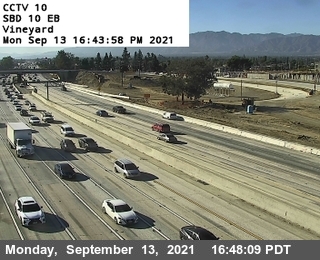 CCTV 10
SBD 10 EB
Vineyard
Mon Sep 13 16:43:58 PM 2021
Monday, September 13, 2021 16:48:09 PDT